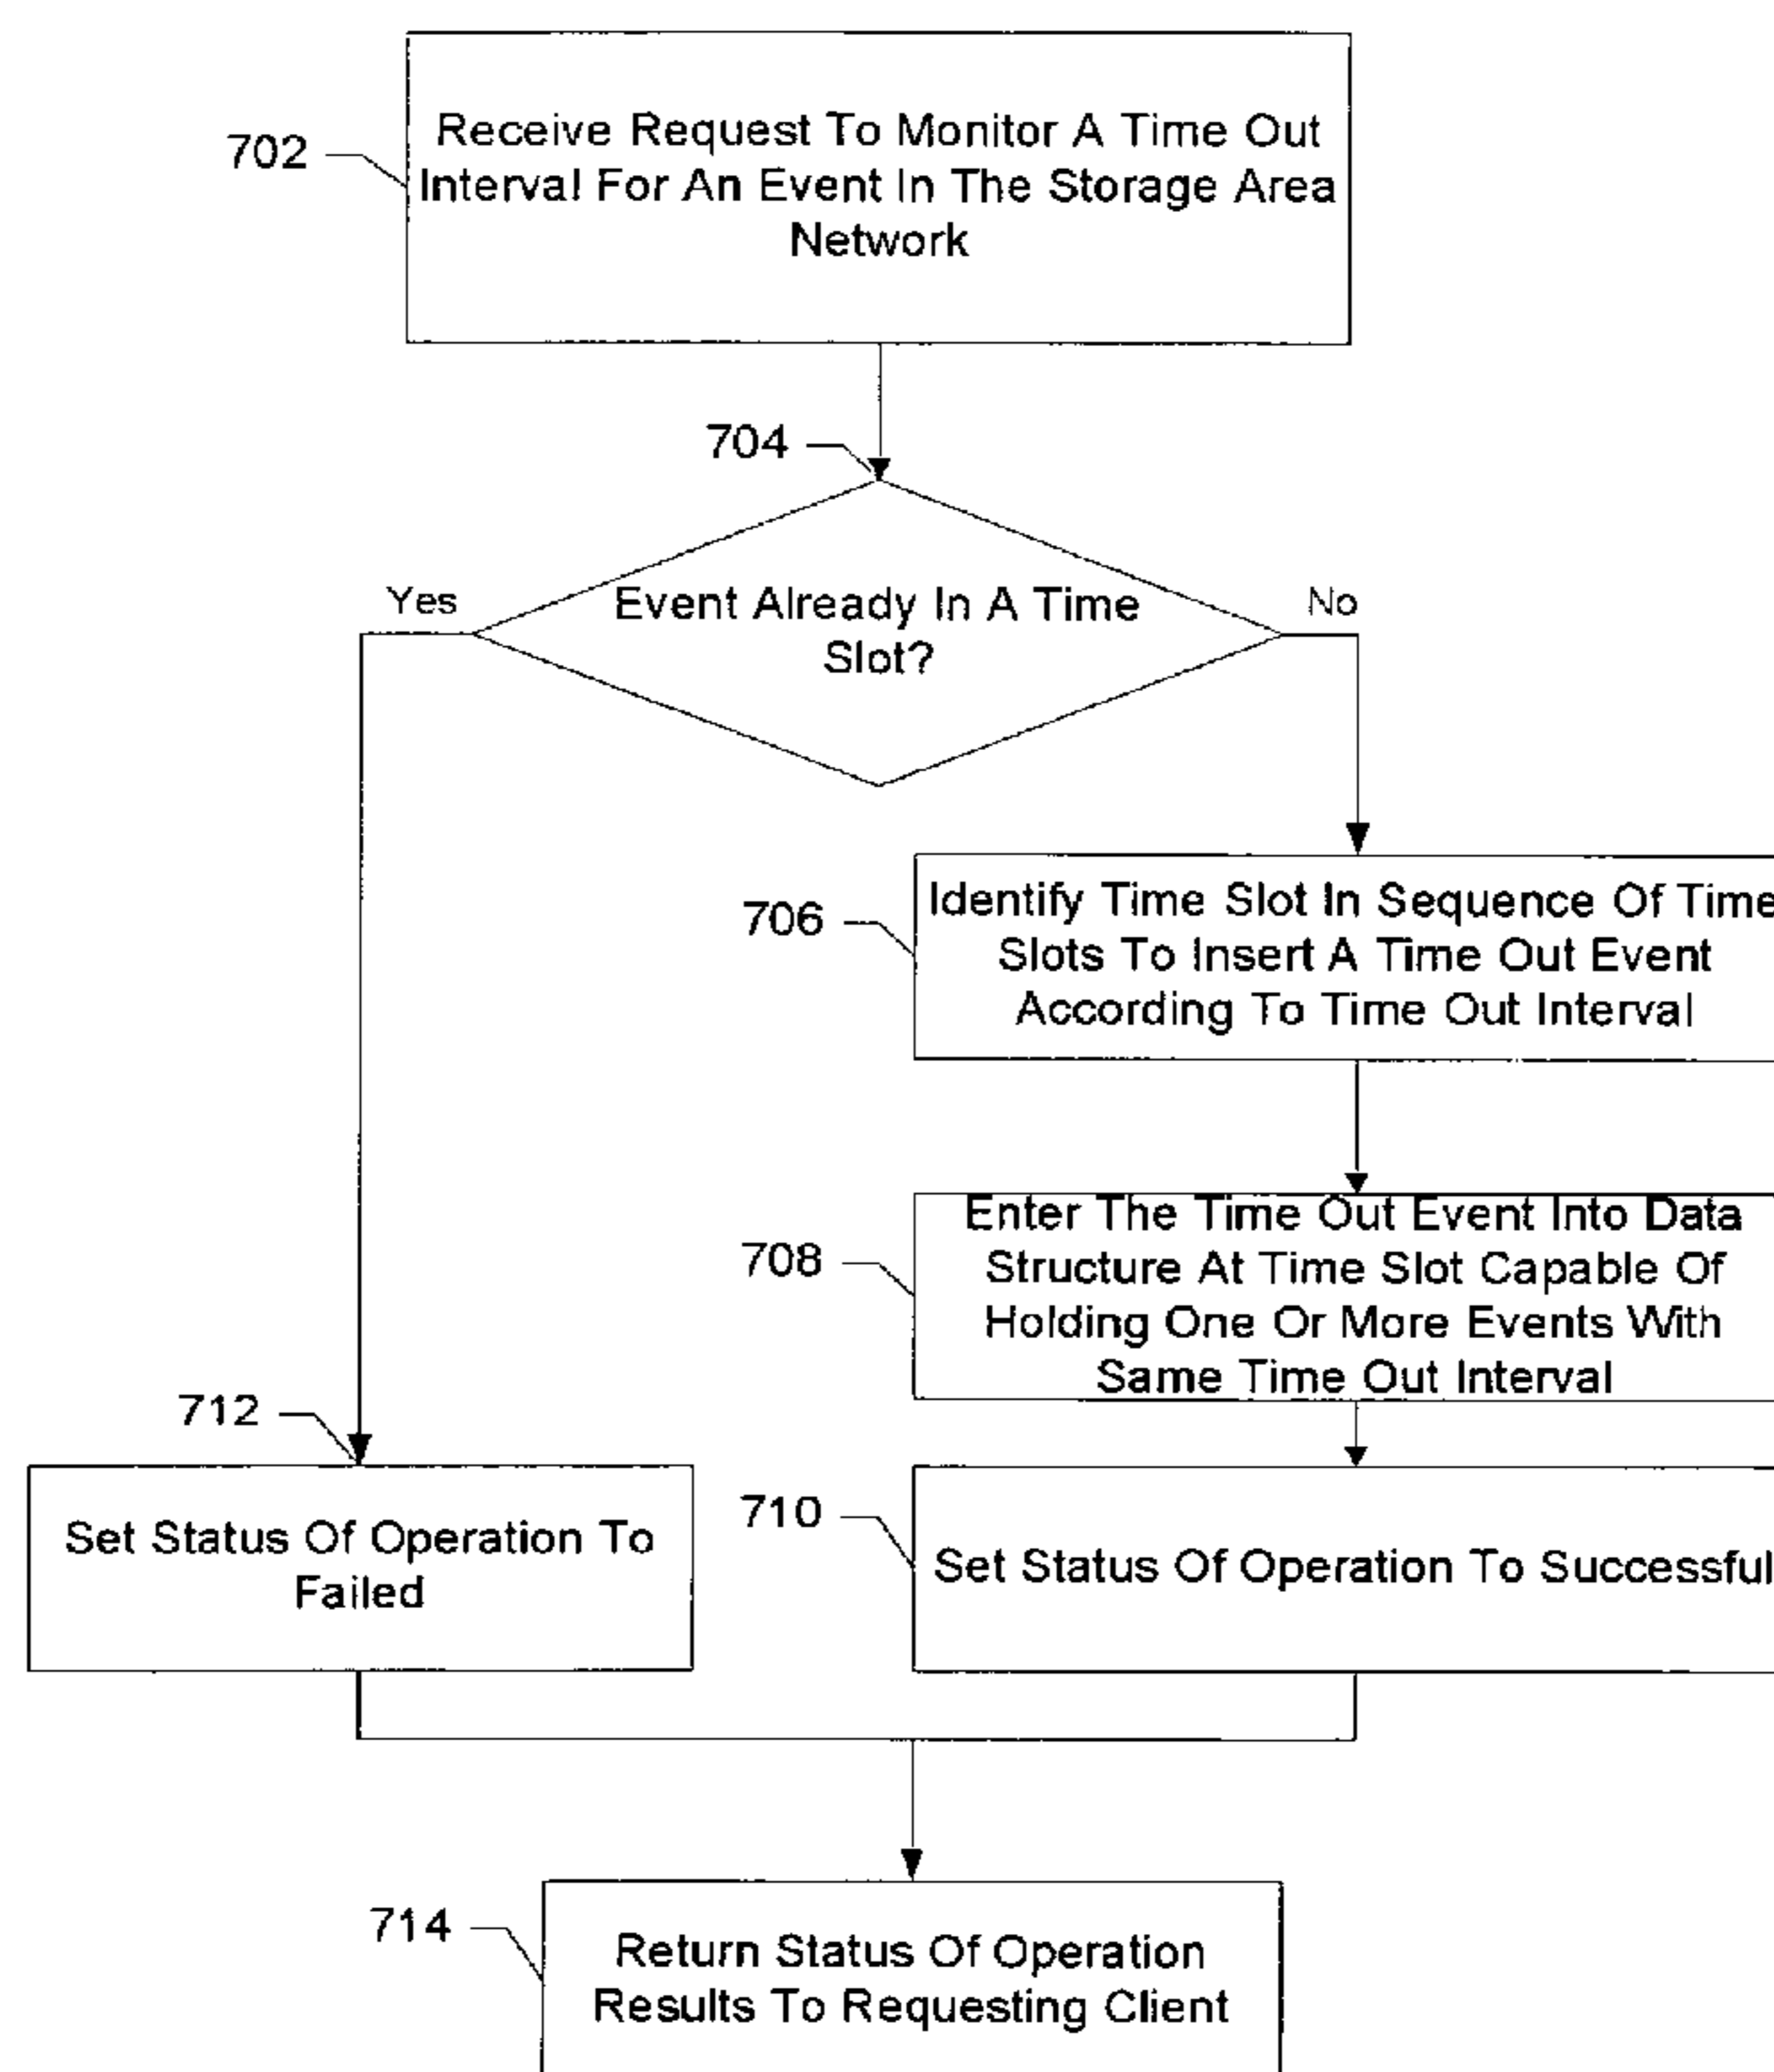 702
Receive Request To Monitor A Time Out
Interval For An Event In The Storage Area
Network
704
Yes
Event Already In A Time
Slot?
No
706
Identify Time Slot In Sequence Of Time
Slots To Insert A Time Out Event
According To Time Out Interval
708
Enter The Time Out Event Into Data
Structure At Time Slot Capable Of
Holding One Or More Events With
Same Time Out Interval
712
Set Status Of Operation To
Failed
710
Set Status Of Operation To Successful
714
Return Status Of Operation
Results To Requesting Client